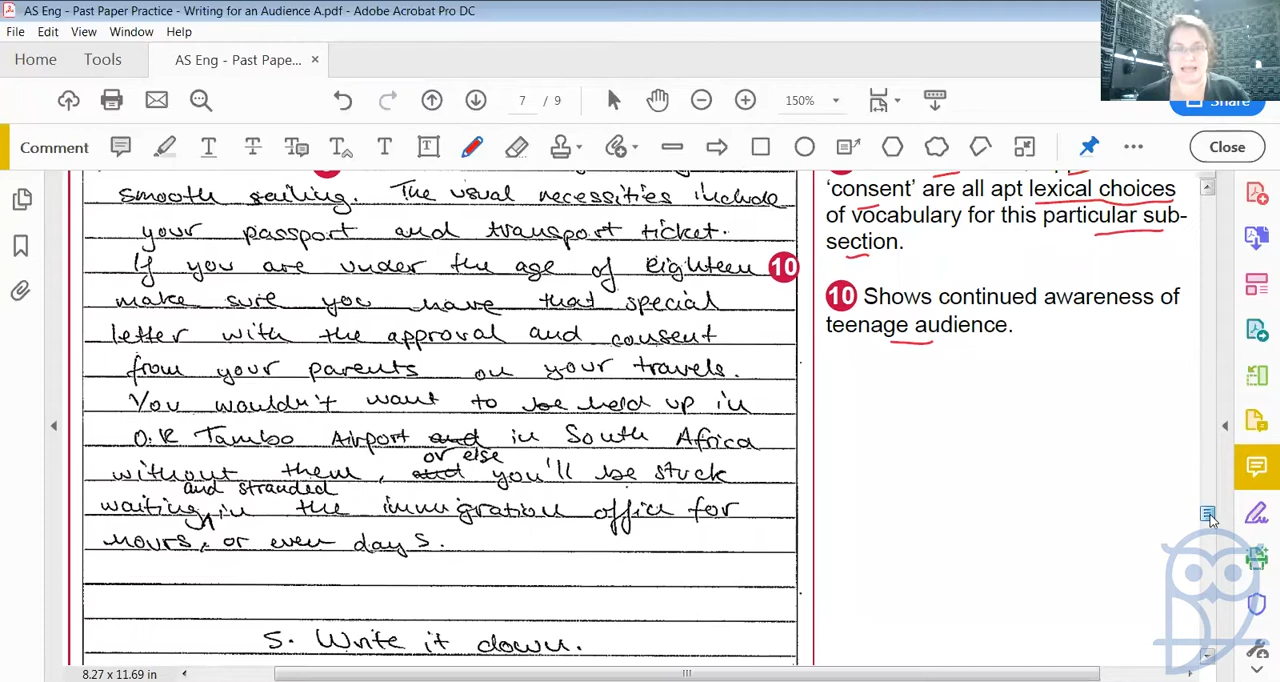 AS Eng - Past Paper Practice - Writing for an Audience A.pdf - Adobe Acrobat Pro DC
File Edit View Window Help
Home Tools AS Eng - Past Pape... ×
7 / 9 150% Share
Comment Close
smooth sailing. The usual necessities include
your passport and transport ticket.
If you are under the age of eighteen 10
make sure you have that special
letter with the approval and consent
from your parents on your travels.
You wouldn't want to be held up in
O.R Tambo Airport and in South Africa
or else
without them, and you'll be stuck
and stranded
waiting in the immigration office for
hours, or even days.
5. Write it down.
'consent' are all apt lexical choices
of vocabulary for this particular sub-
section.
10 Shows continued awareness of
teenage audience.
8.27 x 11.69 in